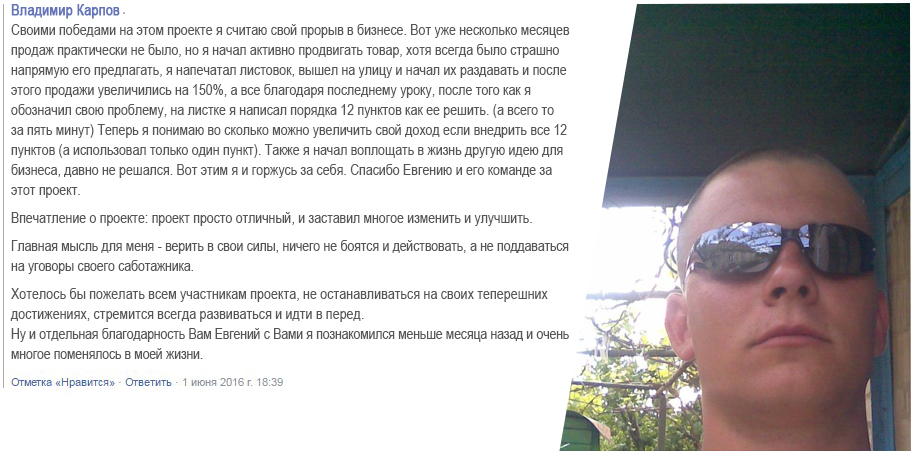 Владимир Карпов
Своими победами на этом проекте я считаю свой прорыв в бизнесе. Вот уже несколько месяцев
продаж практически не было, но я начал активно продвигать товар, хотя всегда было страшно
напрямую его предлагать, я напечатал листовок, вышел на улицу и начал их раздавать и после
этого продажи увеличились на 150%, а все благодаря последнему уроку, после того как я
обозначил свою проблему, на листке я написал порядка 12 пунктов как ее решить. (а всего то
за пять минут) Теперь я понимаю во сколько можно увеличить свой доход если внедрить все 12
пунктов (а использовал только один пункт). Также я начал воплощать в жизнь другую идею для
бизнеса, давно не решался. Вот этим я и горжусь за себя. Спасибо Евгению и его команде за
этот проект.
Впечатление о проекте: проект просто отличный, и заставил многое изменить и улучшить.
Главная мысль для меня - верить в свои силы, ничего не боятся и действовать, а не поддаваться
на уговоры своего саботажника.
Хотелось бы пожелать всем участникам проекта, не останавливаться на своих теперешних
достижениях, стремится всегда развиваться и идти в перед.
Ну и отдельная благодарность Вам Евгений с Вами я познакомился меньше месяца назад и очень
многое поменялось в моей жизни.
Отметка «Нравится» · Ответить · 1 июня 2016 г. 18:39